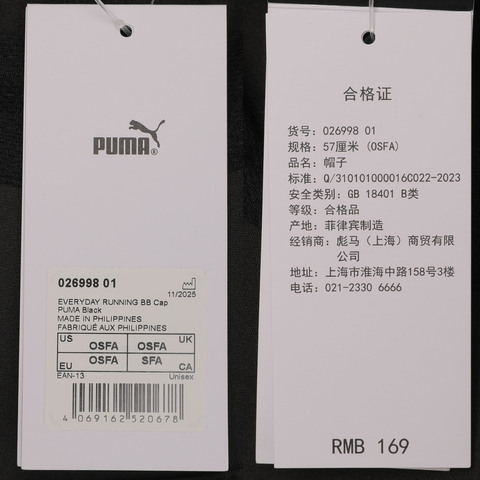 PUMA®
026998 01
11/2025
EVERYDAY RUNNING BB Cap
PUMA Black
MADE IN PHILIPPINES
FABRIQUÉ AUX PHILIPPINES
US OSFA OSFA UK
EU OSFA SFA CA
EAN-13 Unisex
4 069162 520678
合格证
货号：026998 01
规格：57厘米 (OSFA)
品名：帽子
标准：Q/310101000016C022-2023
安全类别：GB 18401 B类
等级：合格品
产地：菲律宾制造
经销商：彪马（上海）商贸有限
公司
地址：上海市淮海中路158号3楼
电话：021-2330 6666
RMB 169